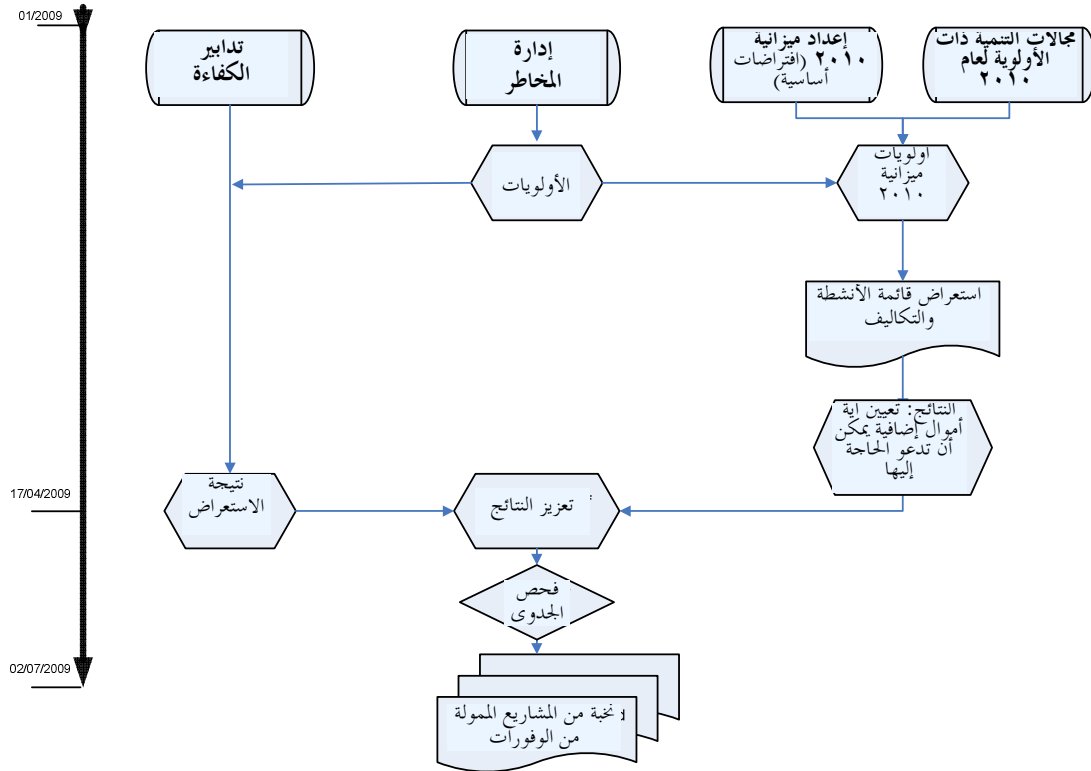 01/2009
مجالات التنمية ذات
الأولوية لعام
٢٠١٠
إعداد ميزانية
٢٠١٠ (افتراضات
أساسية)
إدارة
المخاطر
تدابير
الكفاءة
اولويات
ميزانية
٢٠١٠
الأولويات
استعراض قائمة الأنشطة
والتكاليف
النتائج: تعيين اية
أموال إضافية يمكن
أن تدعو الحاجة
إليها
17/04/2009
تعزيز النتائج
نتيجة
الاستعراض
فحص
الجدوى
02/07/2009
نخبة من المشاريع الممولة
من الوفورات